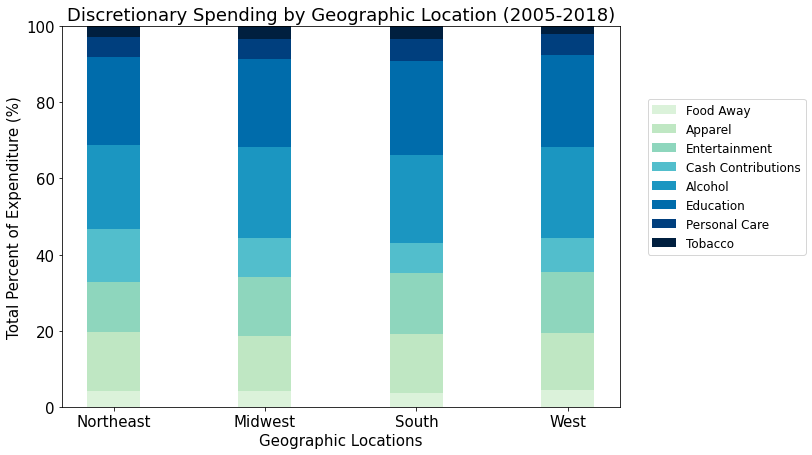 Discretionary Spending by Geographic Location (2005-2018)
Total Percent of Expenditure (%)
100
80
60
40
20
0
Northeast Midwest South West
Geographic Locations
Food Away
Apparel
Entertainment
Cash Contributions
Alcohol
Education
Personal Care
Tobacco